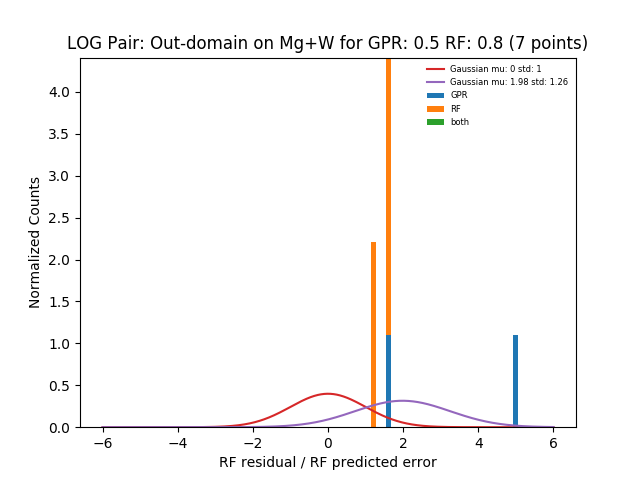 LOG Pair: Out-domain on Mg+W for GPR: 0.5 RF: 0.8 (7 points)
Gaussian mu: 0 std: 1
Gaussian mu: 1.98 std: 1.26
GPR
RF
both
Normalized Counts
4.0
3.5
3.0
2.5
2.0
1.5
1.0
0.5
0.0
−6 −4 −2 0 2 4 6
RF residual / RF predicted error